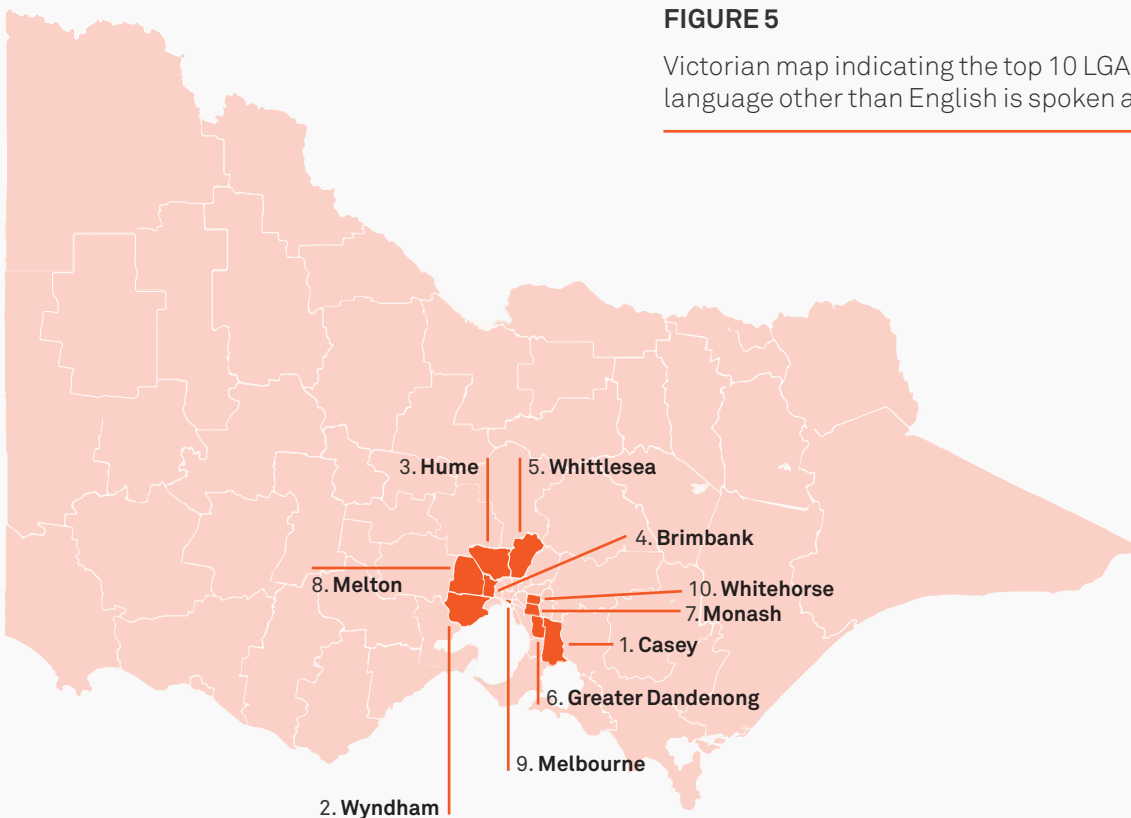 FIGURE 5
Victorian map indicating the top 10 LGA
language other than English is spoken a
3. Hume
5. Whittlesea
4. Brimbank
8. Melton
10. Whitehorse
7. Monash
1. Casey
6. Greater Dandenong
9. Melbourne
2. Wyndham